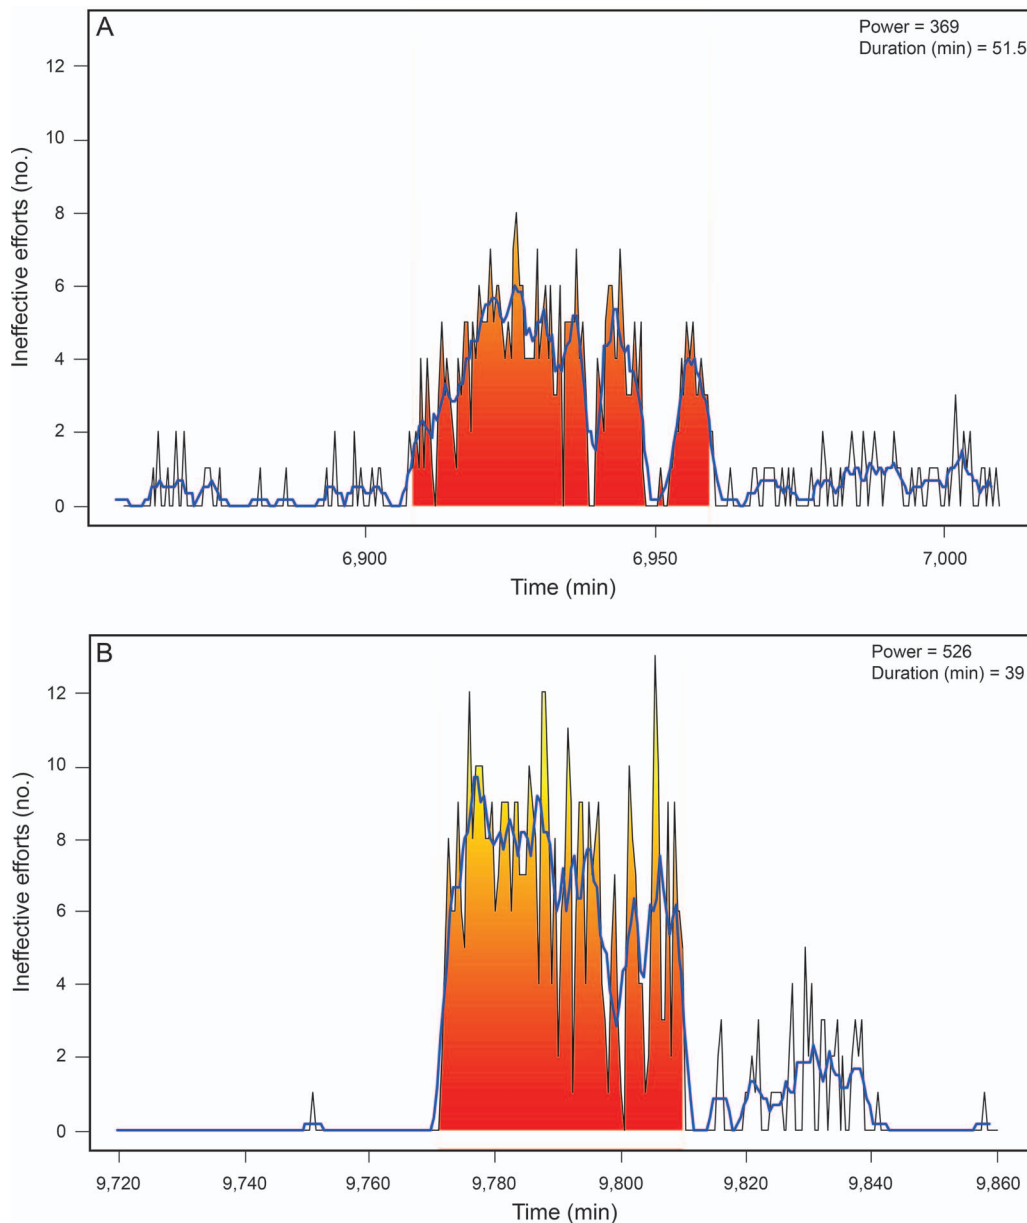 A
Power = 369
Duration (min) = 51.5
Ineffective efforts (no.)
12
10
8
6
4
2
0
6,900
6,950
7,000
Time (min)
B
Power = 526
Duration (min) = 39
Ineffective efforts (no.)
12
10
8
6
4
2
0
9,720
9,740
9,760
9,780
9,800
9,820
9,840
9,860
Time (min)